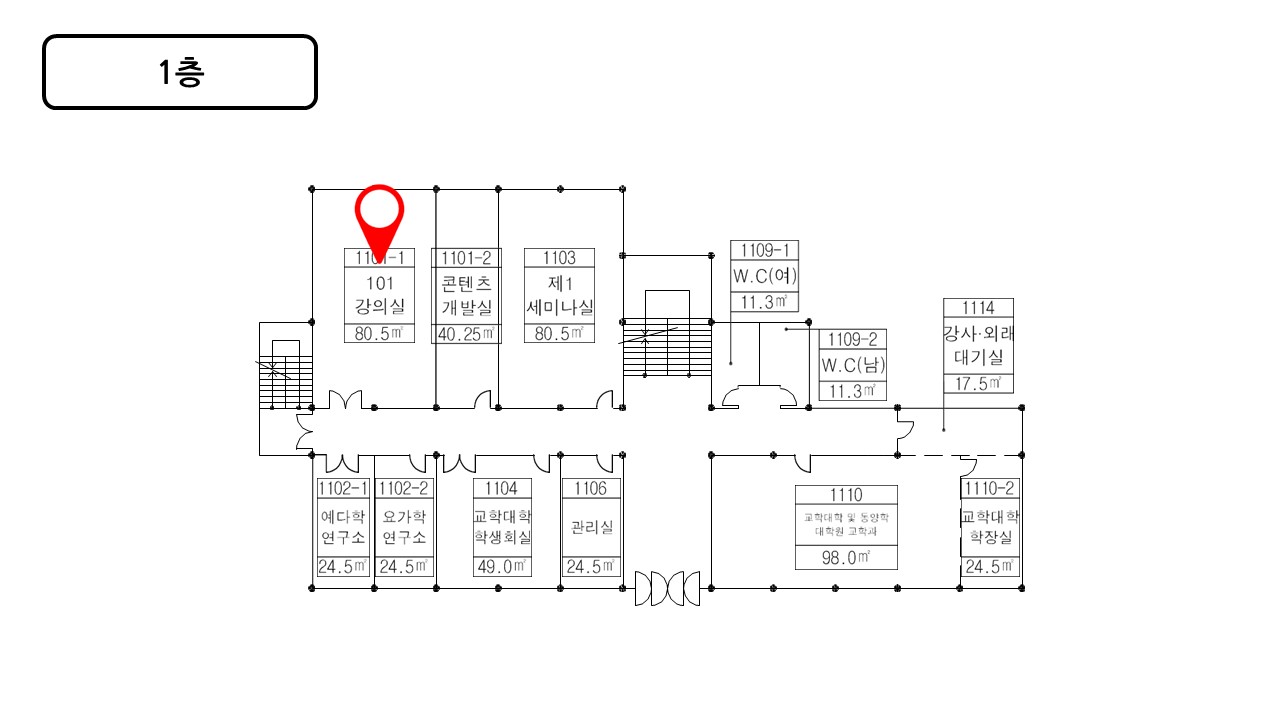 1층
1101-1
101
강의실
80.5㎡
1101-2
콘텐츠
개발실
40.25㎡
1103
제1
세미나실
80.5㎡
1109-1
W.C(여)
11.3㎡
1109-2
W.C(남)
11.3㎡
1114
강사·외래
대기실
17.5㎡
1102-1
예다학
연구소
24.5㎡
1102-2
요가학
연구소
24.5㎡
1104
교학대학
학생회실
49.0㎡
1106
관리실
24.5㎡
1110
교학대학 및 동양학
대학원 교학과
98.0㎡
1110-2
교학대학
학장실
24.5㎡